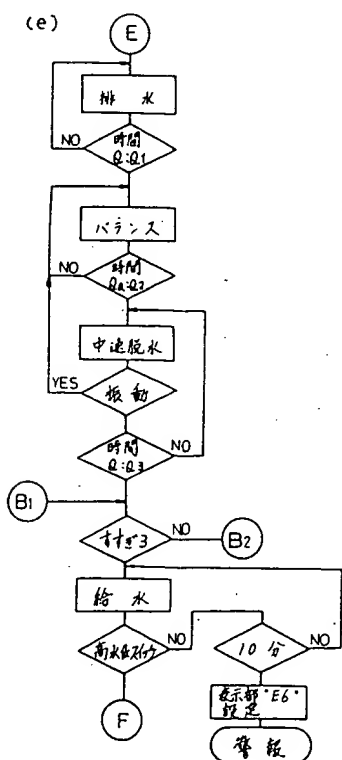 (e)
E
排水
時間
Q:Q1
NO
バランス
時間
Qa:Q2
NO
中速脱水
振動
YES
時間
Q:Q3
NO
B1
すすぎ3
NO
B2
給水
高水位スイッチ
NO
10分
NO
表示部"E6"
設定
警報
F